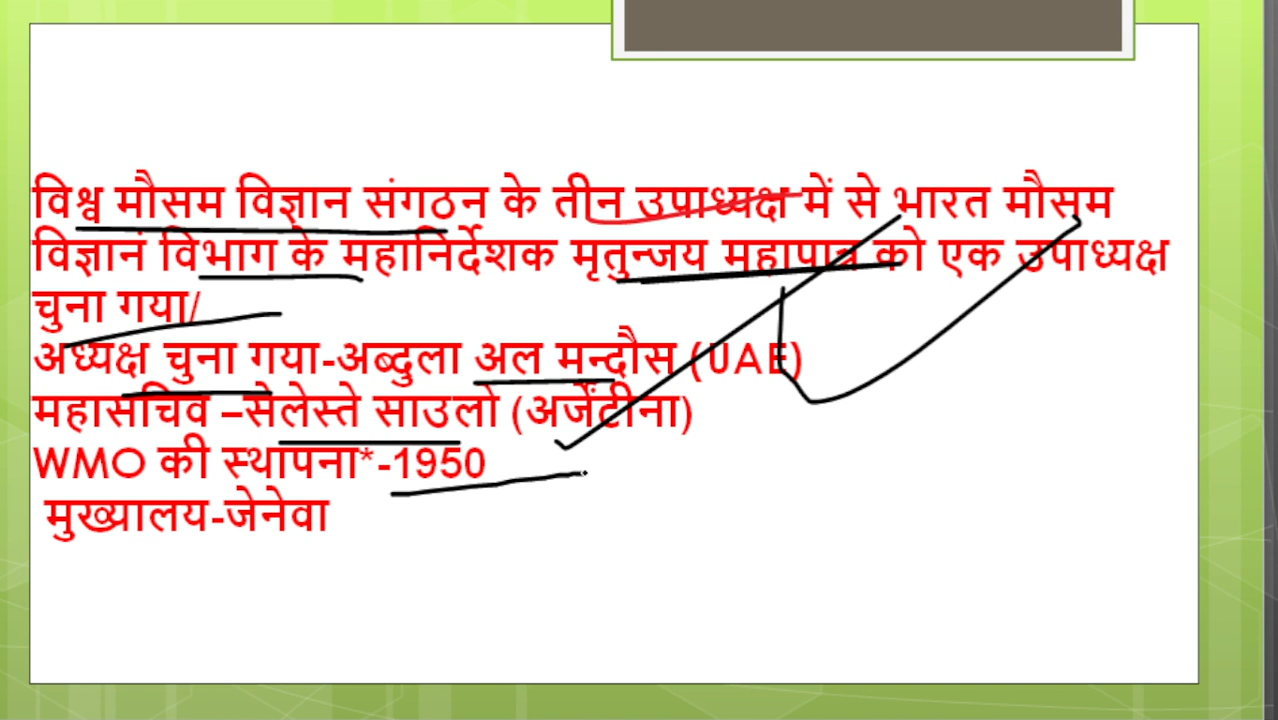 विश्व मौसम विज्ञान संगठन के तीन उपाध्यक्ष में से भारत मौसम
विज्ञानं विभाग के महानिर्देशक मृतुन्जय महापात्र को एक उपाध्यक्ष
चुना गया/
अध्यक्ष चुना गया-अब्दुला अल मन्दौस (UAE)
महासचिव –सेलेस्ते साउलो (अर्जेंटीना)
WMO की स्थापना*-1950
मुख्यालय-जेनेवा